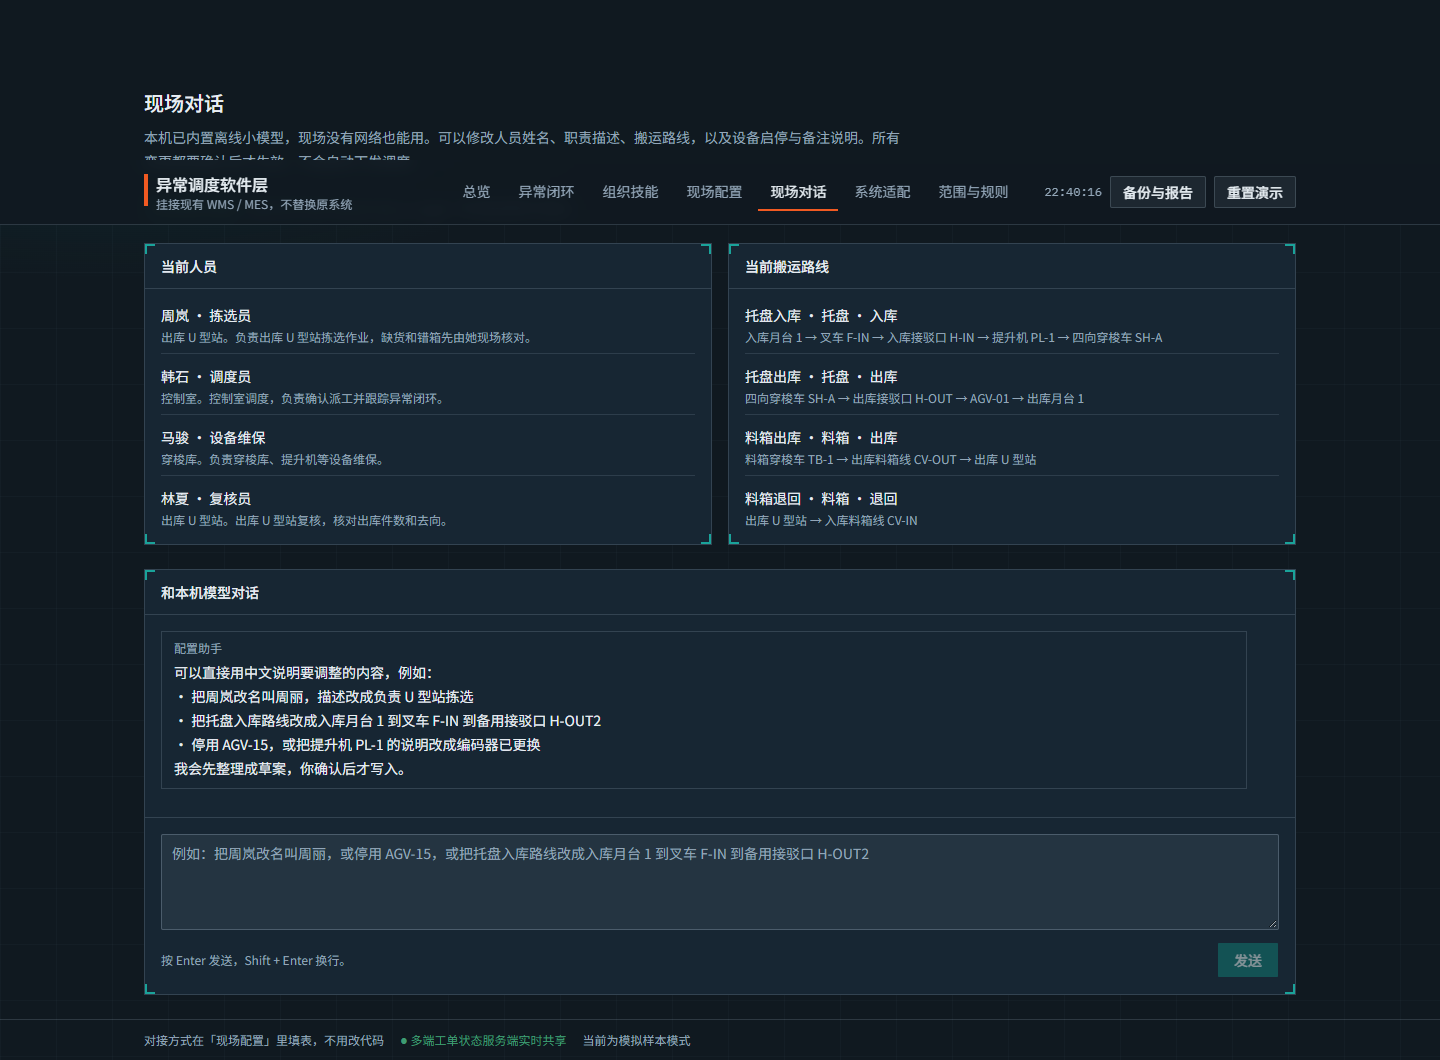 现场对话
本机已内置离线小模型，现场没有网络也能用。可以修改人员姓名、职责描述、搬运路线，以及设备启停与备注说明。所有
变更都要确认后才生效，不会自动下发调度
异常调度软件层
挂接现有 WMS / MES，不替换原系统
总览 异常闭环 组织技能 现场配置 现场对话 系统适配 范围与规则 22:40:16 备份与报告 重置演示
当前人员
周岚 · 拣选员
出库 U 型站。负责出库 U 型站拣选作业，缺货和错箱先由她现场核对。
韩石 · 调度员
控制室。控制室调度，负责确认派工并跟踪异常闭环。
马骏 · 设备维保
穿梭库。负责穿梭库、提升机等设备维保。
林夏 · 复核员
出库 U 型站。出库 U 型站复核，核对出库件数和去向。
当前搬运路线
托盘入库 · 托盘 · 入库
入库月台 1 → 叉车 F-IN → 入库接驳口 H-IN → 提升机 PL-1 → 四向穿梭车 SH-A
托盘出库 · 托盘 · 出库
四向穿梭车 SH-A → 出库接驳口 H-OUT → AGV-01 → 出库月台 1
料箱出库 · 料箱 · 出库
料箱穿梭车 TB-1 → 出库料箱线 CV-OUT → 出库 U 型站
料箱退回 · 料箱 · 退回
出库 U 型站 → 入库料箱线 CV-IN
和本机模型对话
配置助手
可以直接用中文说明要调整的内容，例如：
· 把周岚改名叫周丽，描述改成负责 U 型站拣选
· 把托盘入库路线改成入库月台 1 到叉车 F-IN 到备用接驳口 H-OUT2
· 停用 AGV-15，或把提升机 PL-1 的说明改成编码器已更换
我会先整理成草案，你确认后才写入。
例如：把周岚改名叫周丽，或停用 AGV-15，或把托盘入库路线改成入库月台 1 到叉车 F-IN 到备用接驳口 H-OUT2
按 Enter 发送，Shift + Enter 换行。
发送
对接方式在「现场配置」里填表，不用改代码 ● 多端工单状态服务端实时共享 当前为模拟样本模式